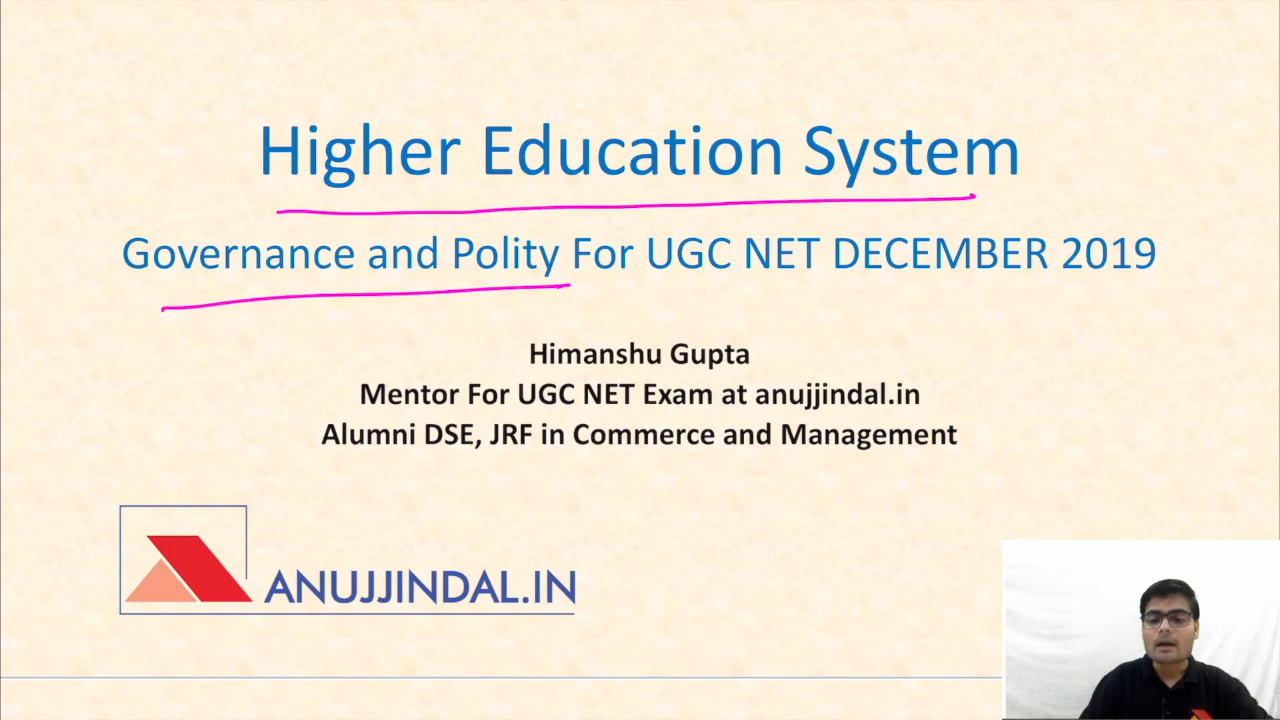 Higher Education System
Governance and Polity For UGC NET DECEMBER 2019
Himanshu Gupta
Mentor For UGC NET Exam at anujjindal.in
Alumni DSE, JRF in Commerce and Management
ANUJJINDAL.IN